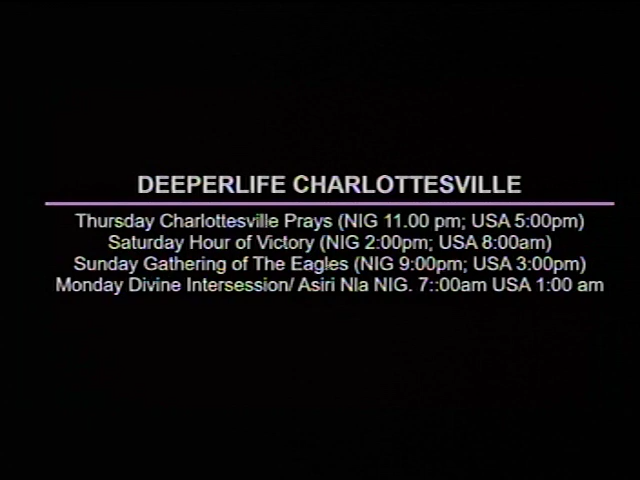 DEEPERLIFE CHARLOTTESVILLE
Thursday Charlottesville Prays (NIG 11.00 pm; USA 5:00pm)
Saturday Hour of Victory (NIG 2:00pm; USA 8:00am)
Sunday Gathering of The Eagles (NIG 9:00pm; USA 3:00pm)
Monday Divine Intersession/ Asiri Nla NIG. 7::00am USA 1:00 am